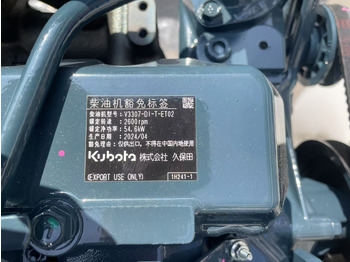 柴油机豁免标签
柴油机型号: V3307-DI-T-ET02
额定转速: 2600rpm
额定净功率: 54.6kW
生产日期: 2024/04
豁免理由: 仅供出口，不得在中国境内使用
Kubota 株式会社 久保田
(EXPORT USE ONLY) 1H241-1